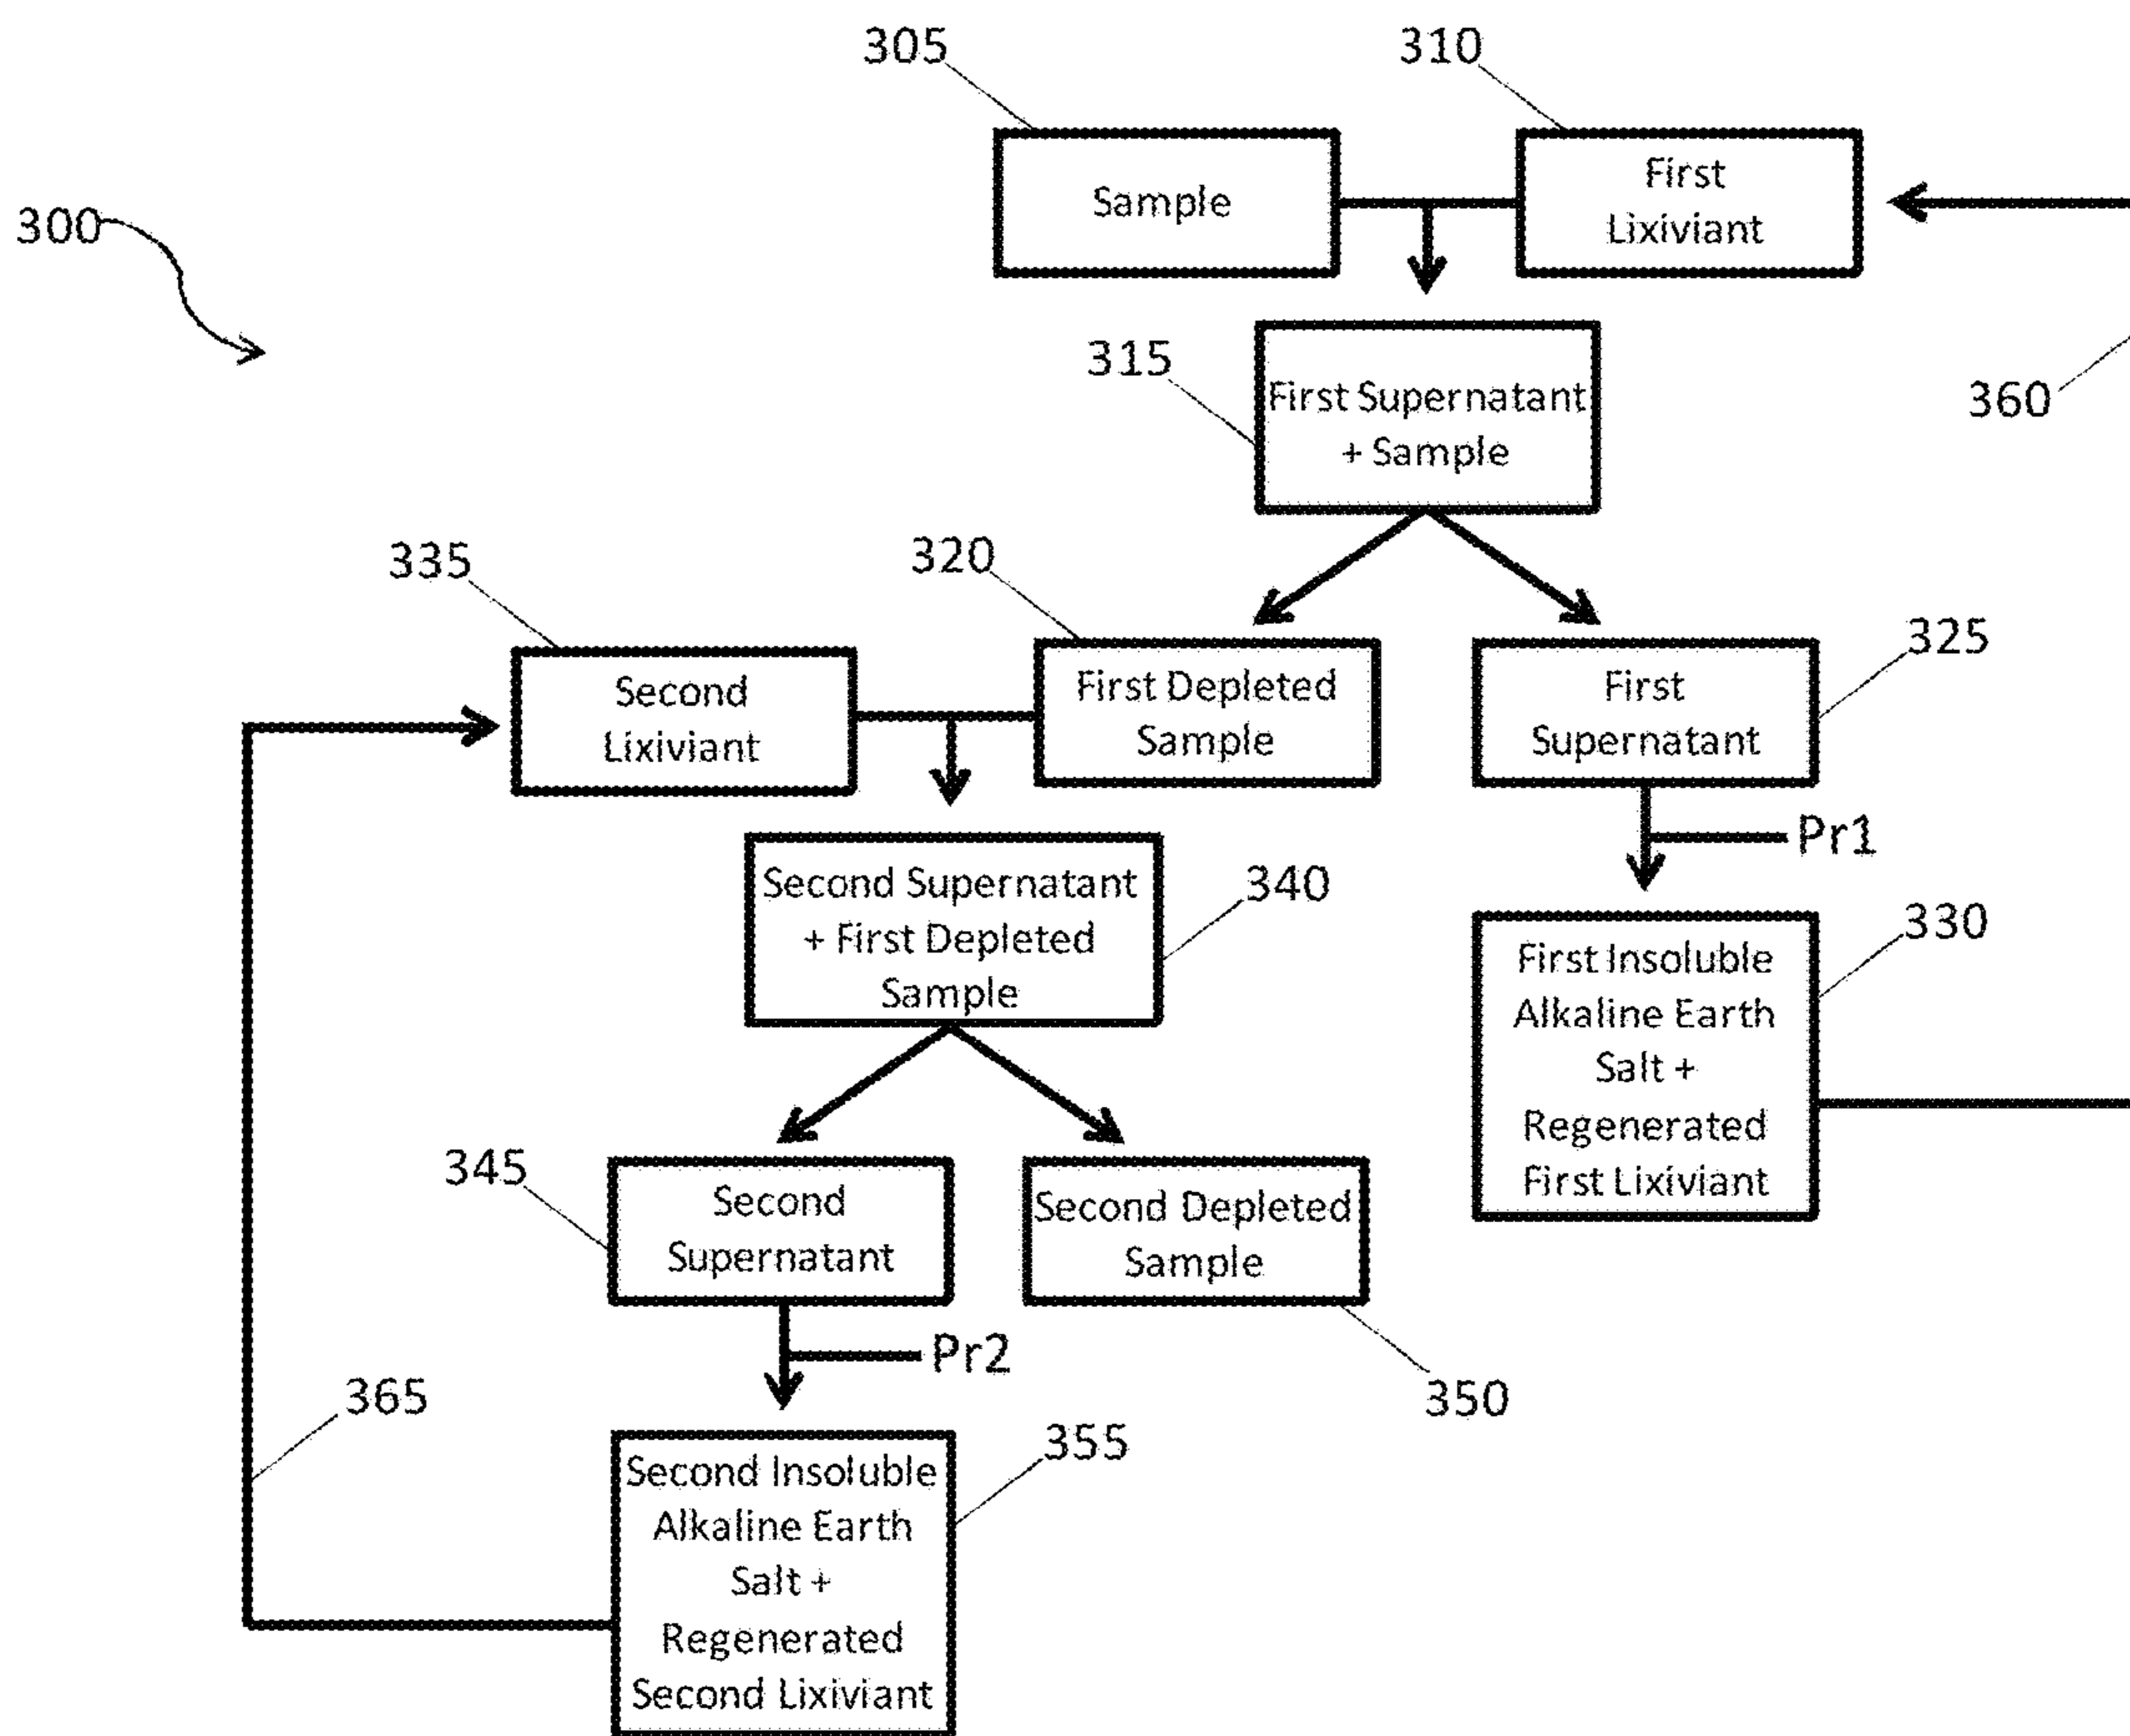 305
310
Sample
First
Lixiviant
300
315
First Supernatant
+ Sample
360
335
320
325
Second
Lixiviant
First Depleted
Sample
First
Supernatant
Pr1
Second Supernatant
+ First Depleted
Sample
340
330
First Insoluble
Alkaline Earth
Salt +
Regenerated
First Lixiviant
345
Second
Supernatant
Second Depleted
Sample
Pr2
350
365
355
Second Insoluble
Alkaline Earth
Salt +
Regenerated
Second Lixiviant